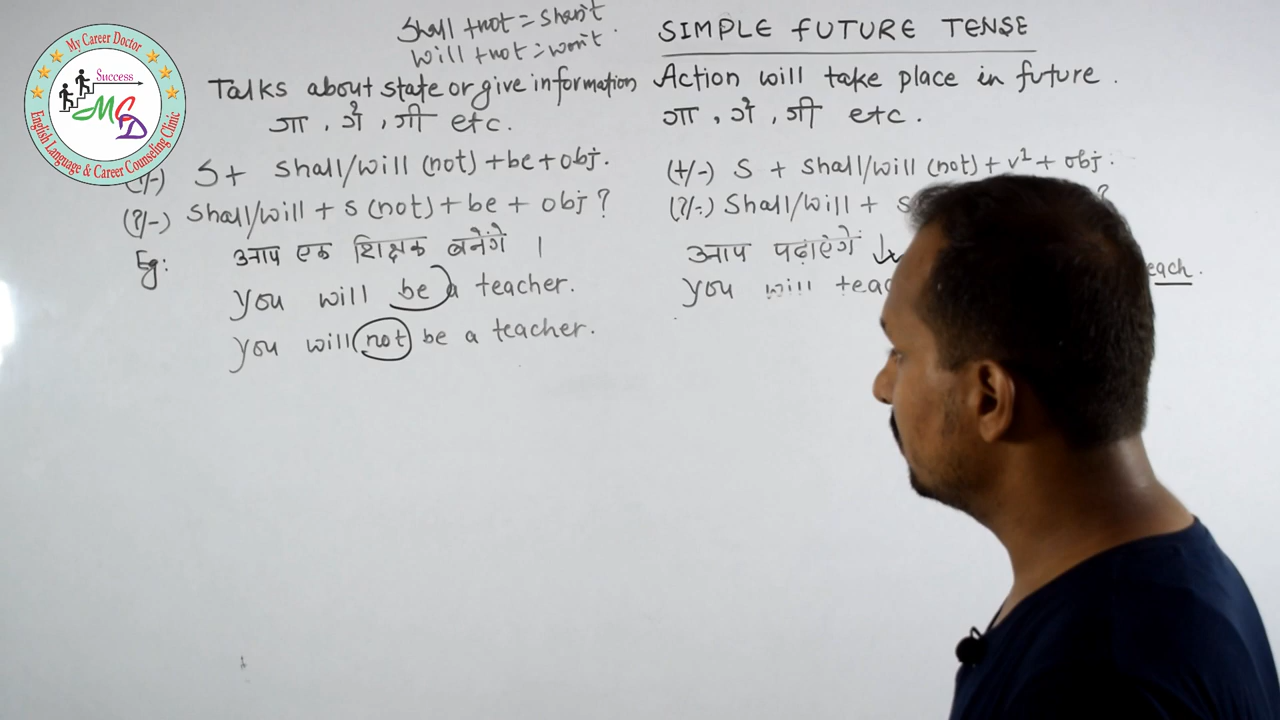 My Career Doctor
Success
MCD
English Language & Career Counseling Clinic
Shall + not = Shan't
will + not = won't.
SIMPLE FUTURE TENSE
Talks about state or give information
गा, गे, गी etc.
(+/-) S + Shall/will (not) + be + obj.
(?/-) Shall/will + S (not) + be + obj ?
Eg: आप एक शिक्षक बनेंगे ।
You will be a teacher.
You will not be a teacher.
Action will take place in future.
गा, गे, गी etc.
(+/-) S + Shall/will (not) + v¹ + obj.
(?/-) Shall/will + S ?
आप पढ़ाएंगे
You will teac each.